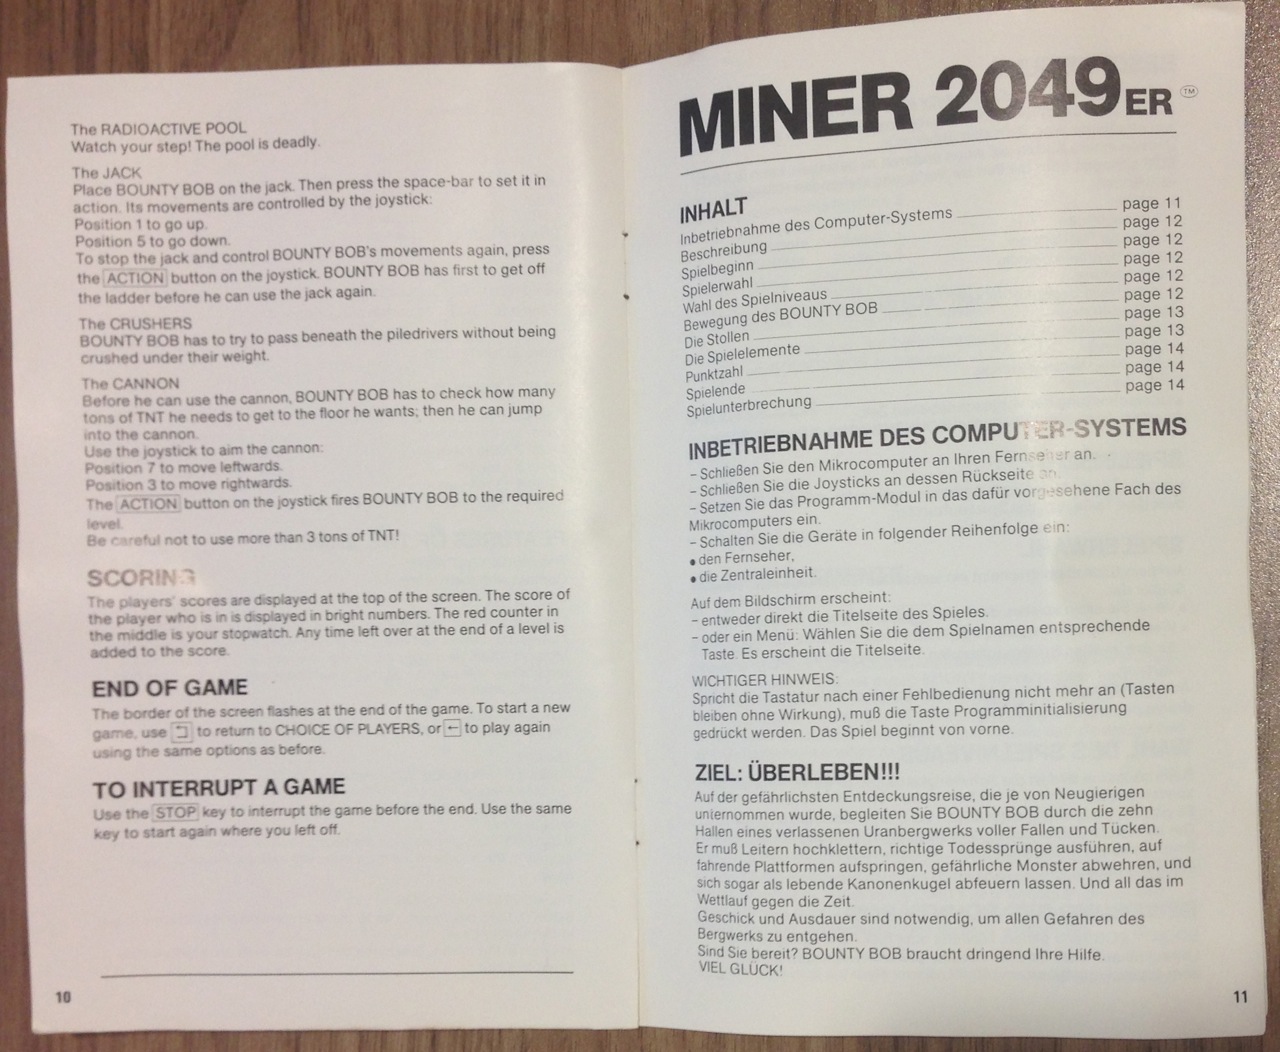 The RADIOACTIVE POOL
Watch your step! The pool is deadly.
The JACK
Place BOUNTY BOB on the jack. Then press the space-bar to set it in
action. Its movements are controlled by the joystick:
Position 1 to go up.
Position 5 to go down.
To stop the jack and control BOUNTY BOB's movements again, press
the ACTION button on the joystick. BOUNTY BOB has first to get off
the ladder before he can use the jack again.
The CRUSHERS
BOUNTY BOB has to try to pass beneath the piledrivers without being
crushed under their weight.
The CANNON
Before he can use the cannon, BOUNTY BOB has to check how many
tons of TNT he needs to get to the floor he wants; then he can jump
into the cannon.
Use the joystick to aim the cannon:
Position 7 to move leftwards.
Position 3 to move rightwards.
The ACTION button on the joystick fires BOUNTY BOB to the required
level.
Be careful not to use more than 3 tons of TNT!
SCORING
The players' scores are displayed at the top of the screen. The score of
the player who is in is displayed in bright numbers. The red counter in
the middle is your stopwatch. Any time left over at the end of a level is
added to the score.
END OF GAME
The border of the screen flashes at the end of the game. To start a new
game, use ⮌ to return to CHOICE OF PLAYERS, or ← to play again
using the same options as before.
TO INTERRUPT A GAME
Use the STOP key to interrupt the game before the end. Use the same
key to start again where you left off.
10
MINER 2049ER ™
INHALT
Inbetriebnahme des Computer-Systems page 11
Beschreibung page 12
Spielbeginn page 12
Spielerwahl page 12
Wahl des Spielniveaus page 12
Bewegung des BOUNTY BOB page 12
Die Stollen page 13
Die Spielelemente page 13
Punktzahl page 14
Spielende page 14
Spielunterbrechung page 14
INBETRIEBNAHME DES COMPUTER-SYSTEMS
– Schließen Sie den Mikrocomputer an Ihren Fernseher an.
– Schließen Sie die Joysticks an dessen Rückseite an.
– Setzen Sie das Programm-Modul in das dafür vorgesehene Fach des
Mikrocomputers ein.
– Schalten Sie die Geräte in folgender Reihenfolge ein:
• den Fernseher,
• die Zentraleinheit.
Auf dem Bildschirm erscheint:
– entweder direkt die Titelseite des Spieles.
– oder ein Menü: Wählen Sie die dem Spielnamen entsprechende
Taste. Es erscheint die Titelseite.
WICHTIGER HINWEIS:
Spricht die Tastatur nach einer Fehlbedienung nicht mehr an (Tasten
bleiben ohne Wirkung), muß die Taste Programminitialisierung
gedrückt werden. Das Spiel beginnt von vorne.
ZIEL: ÜBERLEBEN!!!
Auf der gefährlichsten Entdeckungsreise, die je von Neugierigen
unternommen wurde, begleiten Sie BOUNTY BOB durch die zehn
Hallen eines verlassenen Uranbergwerks voller Fallen und Tücken.
Er muß Leitern hochklettern, richtige Todessprünge ausführen, auf
fahrende Plattformen aufspringen, gefährliche Monster abwehren, und
sich sogar als lebende Kanonenkugel abfeuern lassen. Und all das im
Wettlauf gegen die Zeit.
Geschick und Ausdauer sind notwendig, um allen Gefahren des
Bergwerks zu entgehen.
Sind Sie bereit? BOUNTY BOB braucht dringend Ihre Hilfe.
VIEL GLÜCK!
11